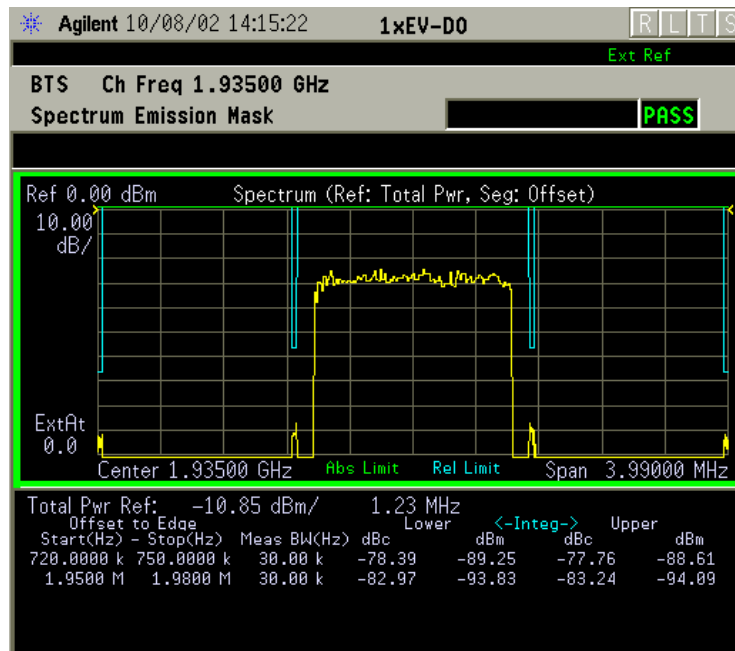 Agilent 10/08/02 14:15:22 1xEV-DO R L T S
Ext Ref
BTS Ch Freq 1.93500 GHz
Spectrum Emission Mask PASS
Ref 0.00 dBm Spectrum (Ref: Total Pwr, Seg: Offset)
10.00
dB/
ExtAt
0.0
Center 1.93500 GHz Abs Limit Rel Limit Span 3.99000 MHz
Total Pwr Ref: -10.85 dBm/ 1.23 MHz
Offset to Edge Lower <-Integ-> Upper
Start(Hz) - Stop(Hz) Meas BW(Hz) dBc dBm dBc dBm
720.0000 k 750.0000 k 30.00 k -78.39 -89.25 -77.76 -88.61
1.9500 M 1.9800 M 30.00 k -82.97 -93.83 -83.24 -94.09